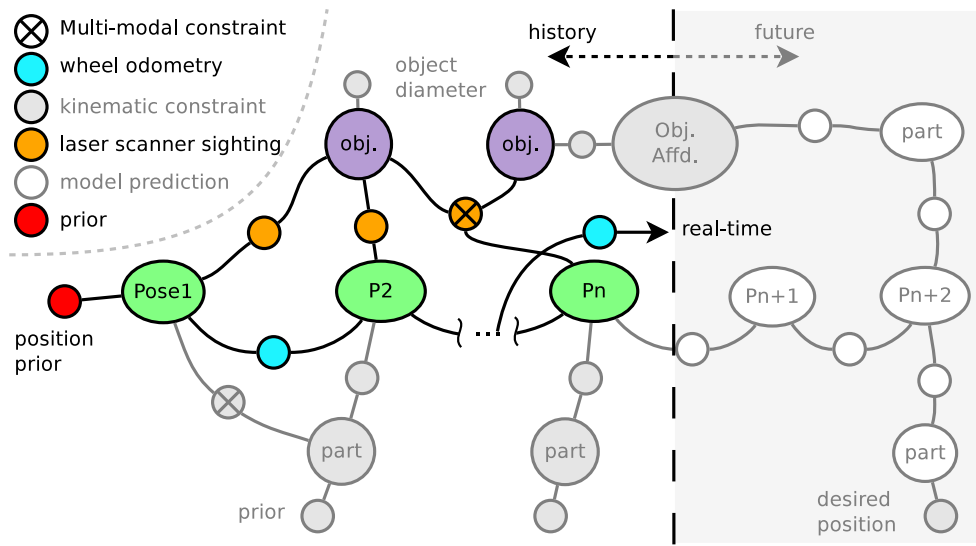 Multi-modal constraint
wheel odometry
kinematic constraint
laser scanner sighting
model prediction
prior
object
diameter
history
future
obj.
obj.
Obj.
Affd.
part
real-time
Pose1
P2
Pn
Pn+1
Pn+2
position
prior
....
part
part
part
prior
desired
position